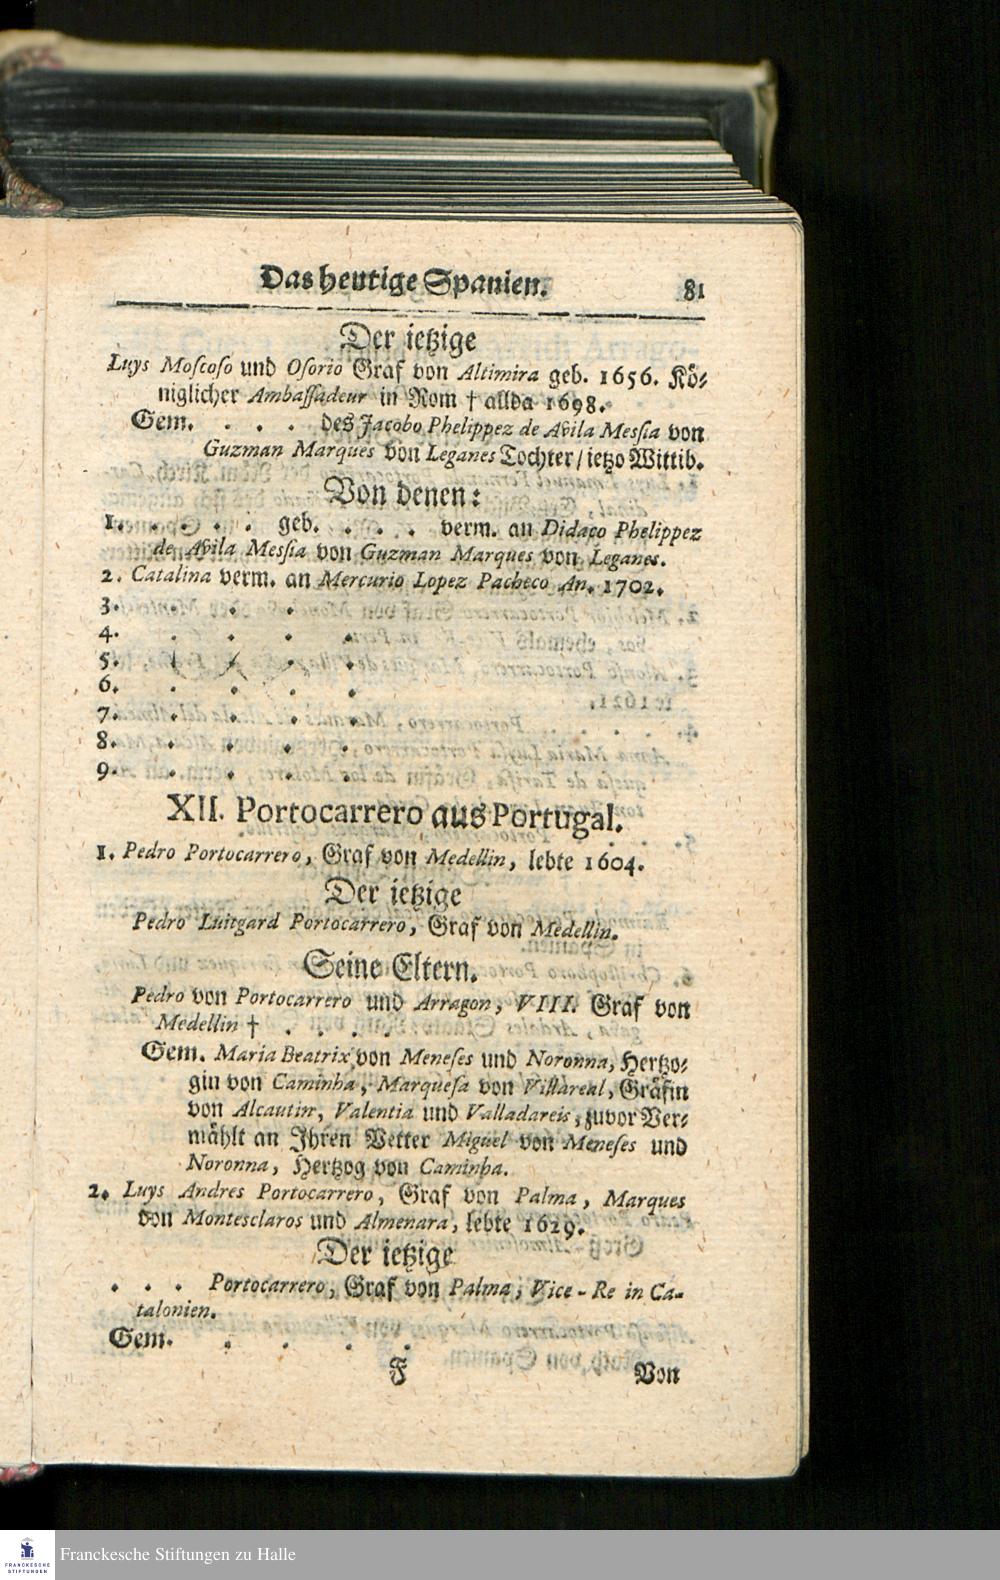 Das heutige Spanien. 81
Der ietzige
Luys Moscoso und Osorio Graf von Altimira geb. 1656. Kö-
niglicher Ambassadeur in Rom † allda 1698.
Gem. . . . des Jacobo Phelippez de Avila Messia von
Guzman Marques von Leganes Tochter / ietzo Wittib.
Von denen:
1. . . . . geb. . . . . verm. an Didaco Phelippez
de Avila Messia von Guzman Marques von Leganes.
2. Catalina verm. an Mercurio Lopez Pacheco An. 1702.
3. . . . .
4. . . . .
5. . . . .
6. . . . .
7. . . . .
8. . . . .
9. . . . .
XII. Portocarrero aus Portugal.
1. Pedro Portocarrero, Graf von Medellin, lebte 1604.
Der ietzige
Pedro Luitgard Portocarrero, Graf von Medellin.
Seine Eltern.
Pedro von Portocarrero und Arragon, VIII. Graf von
Medellin † . . . .
Gem. Maria Beatrix von Meneses und Noronna, Hertzo-
gin von Caminha, Marquesa von Villareal, Gräfin
von Alcautin, Valentia und Valladareis, zuvor Ver-
mählt an Ihren Vetter Miguel von Meneses und
Noronna, Hertzog von Caminha.
2. Luys Andres Portocarrero, Graf von Palma, Marques
von Montesclaros und Almenara, lebte 1629.
Der ietzige
. . . Portocarrero, Graf von Palma, Vice-Re in Ca-
talonien.
Gem. . . . .
F Von
FRANCKESCHE STIFTUNGEN
Franckesche Stiftungen zu Halle